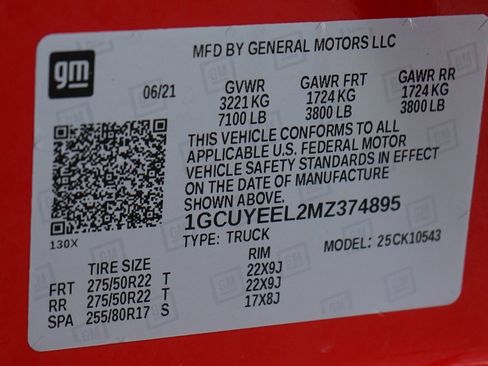 gm
MFD BY GENERAL MOTORS LLC
06/21 GVWR GAWR FRT GAWR RR
3221 KG 1724 KG 1724 KG
7100 LB 3800 LB 3800 LB
THIS VEHICLE CONFORMS TO ALL
APPLICABLE U.S. FEDERAL MOTOR
VEHICLE SAFETY STANDARDS IN EFFECT
ON THE DATE OF MANUFACTURE
SHOWN ABOVE.
1GCUYEEL2MZ374895
130X
TYPE: TRUCK MODEL: 25CK10543
TIRE SIZE RIM
FRT 275/50R22 T 22X9J
RR 275/50R22 T 22X9J
SPA 255/80R17 S 17X8J